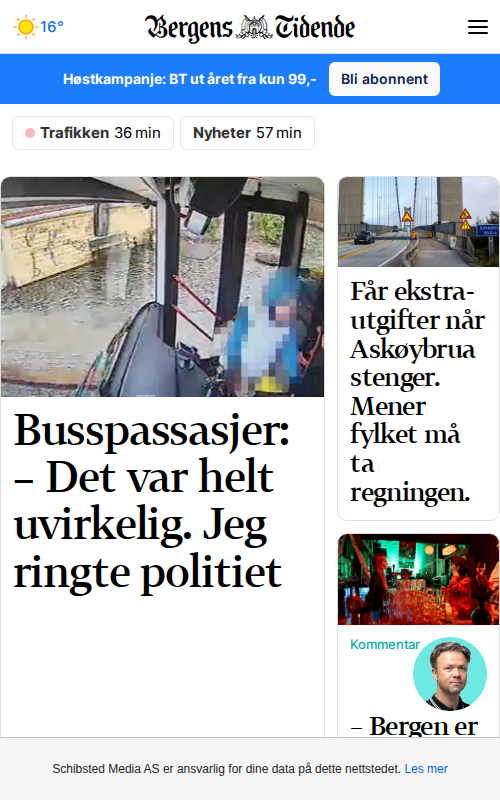 16°
Bergens Tidende
Høstkampanje: BT ut året fra kun 99,-
Bli abonnent
Trafikken 36 min
Nyheter 57 min
Busspassasjer:
– Det var helt
uvirkelig. Jeg
ringte politiet
Får ekstra-
utgifter når
Askøybrua
stenger.
Mener
fylket må
ta
regningen.
Kommentar
– Bergen er
Schibsted Media AS er ansvarlig for dine data på dette nettstedet. Les mer